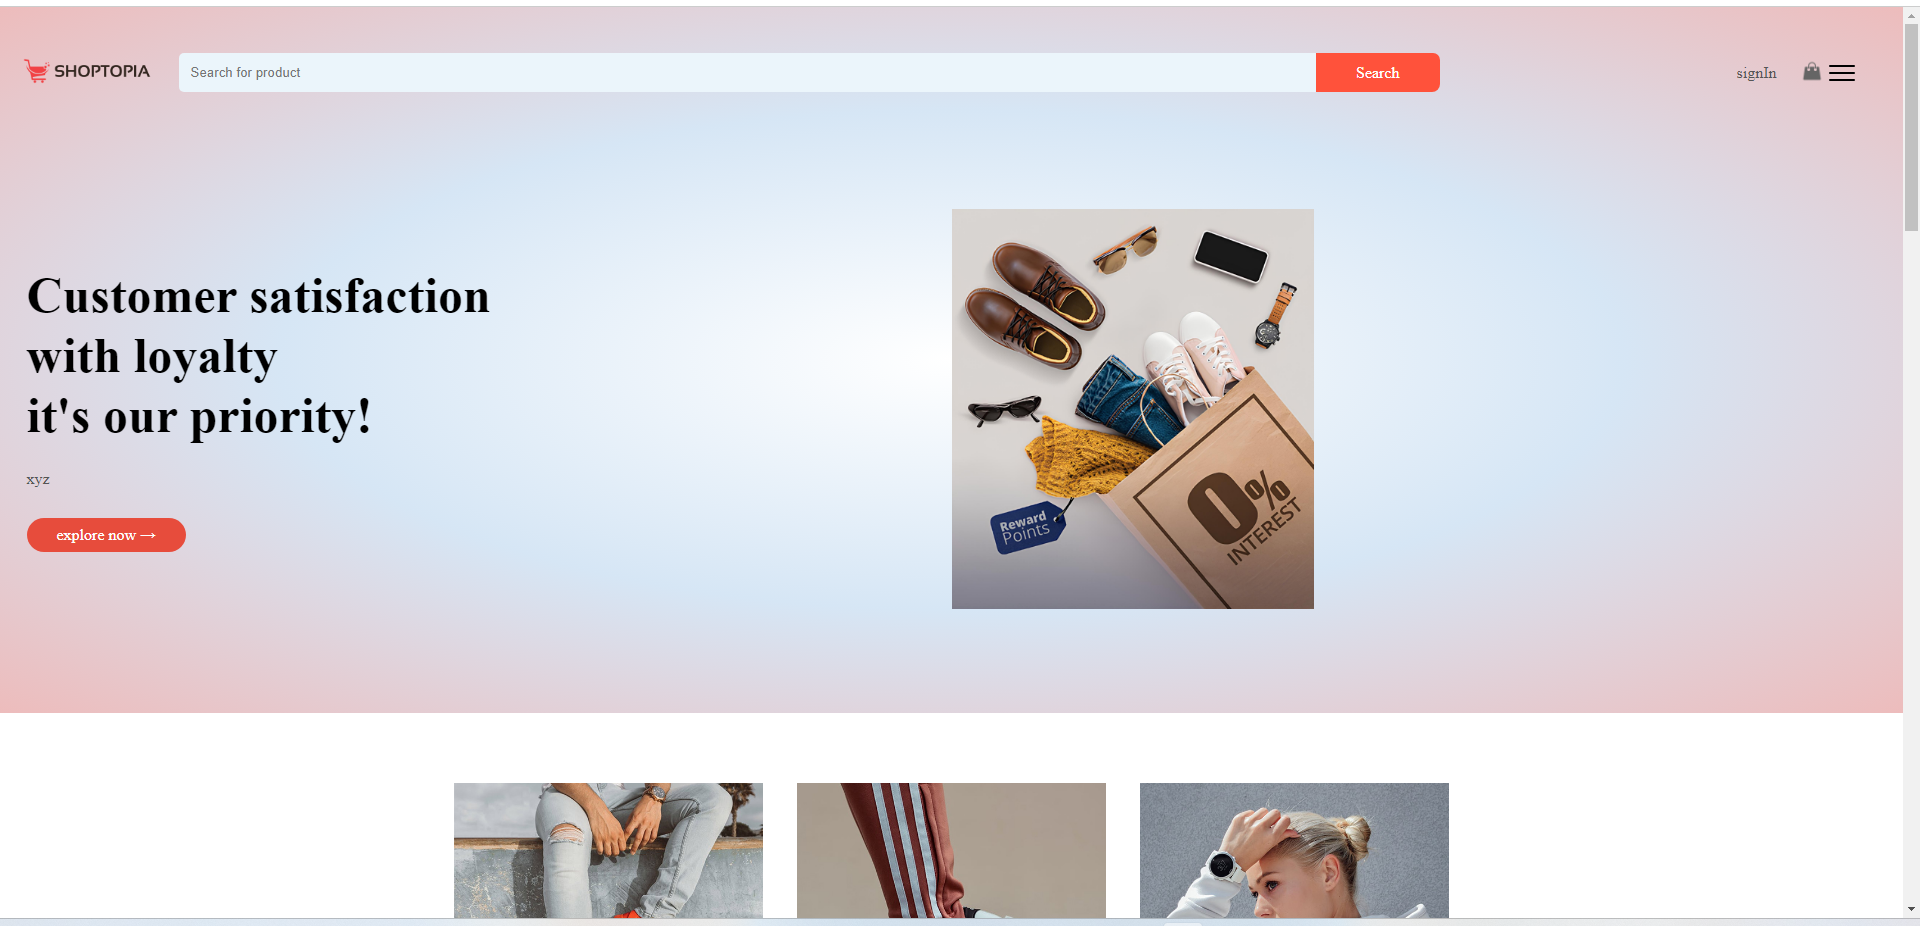 SHOPTOPIA
Search for product
Search
signIn
Customer satisfaction
with loyalty
it's our priority!
xyz
explore now →
Reward
Points
0%
INTEREST